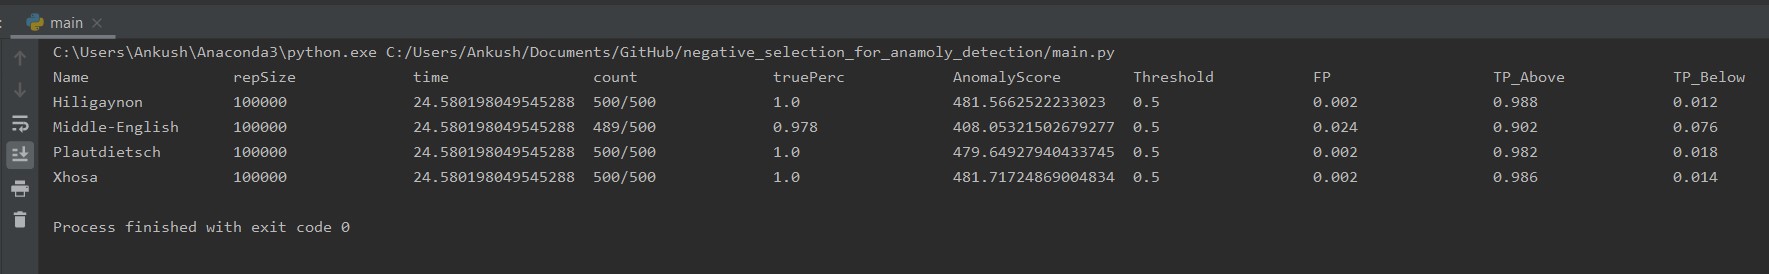 main
C:\Users\Ankush\Anaconda3\python.exe C:/Users/Ankush/Documents/GitHub/negative_selection_for_anamoly_detection/main.py
Name repSize time count truePerc AnomalyScore Threshold FP TP_Above TP_Below
Hiligaynon 100000 24.580198049545288 500/500 1.0 481.5662522233023 0.5 0.002 0.988 0.012
Middle-English 100000 24.580198049545288 489/500 0.978 408.05321502679277 0.5 0.024 0.902 0.076
Plautdietsch 100000 24.580198049545288 500/500 1.0 479.64927940433745 0.5 0.002 0.982 0.018
Xhosa 100000 24.580198049545288 500/500 1.0 481.71724869004834 0.5 0.002 0.986 0.014
Process finished with exit code 0